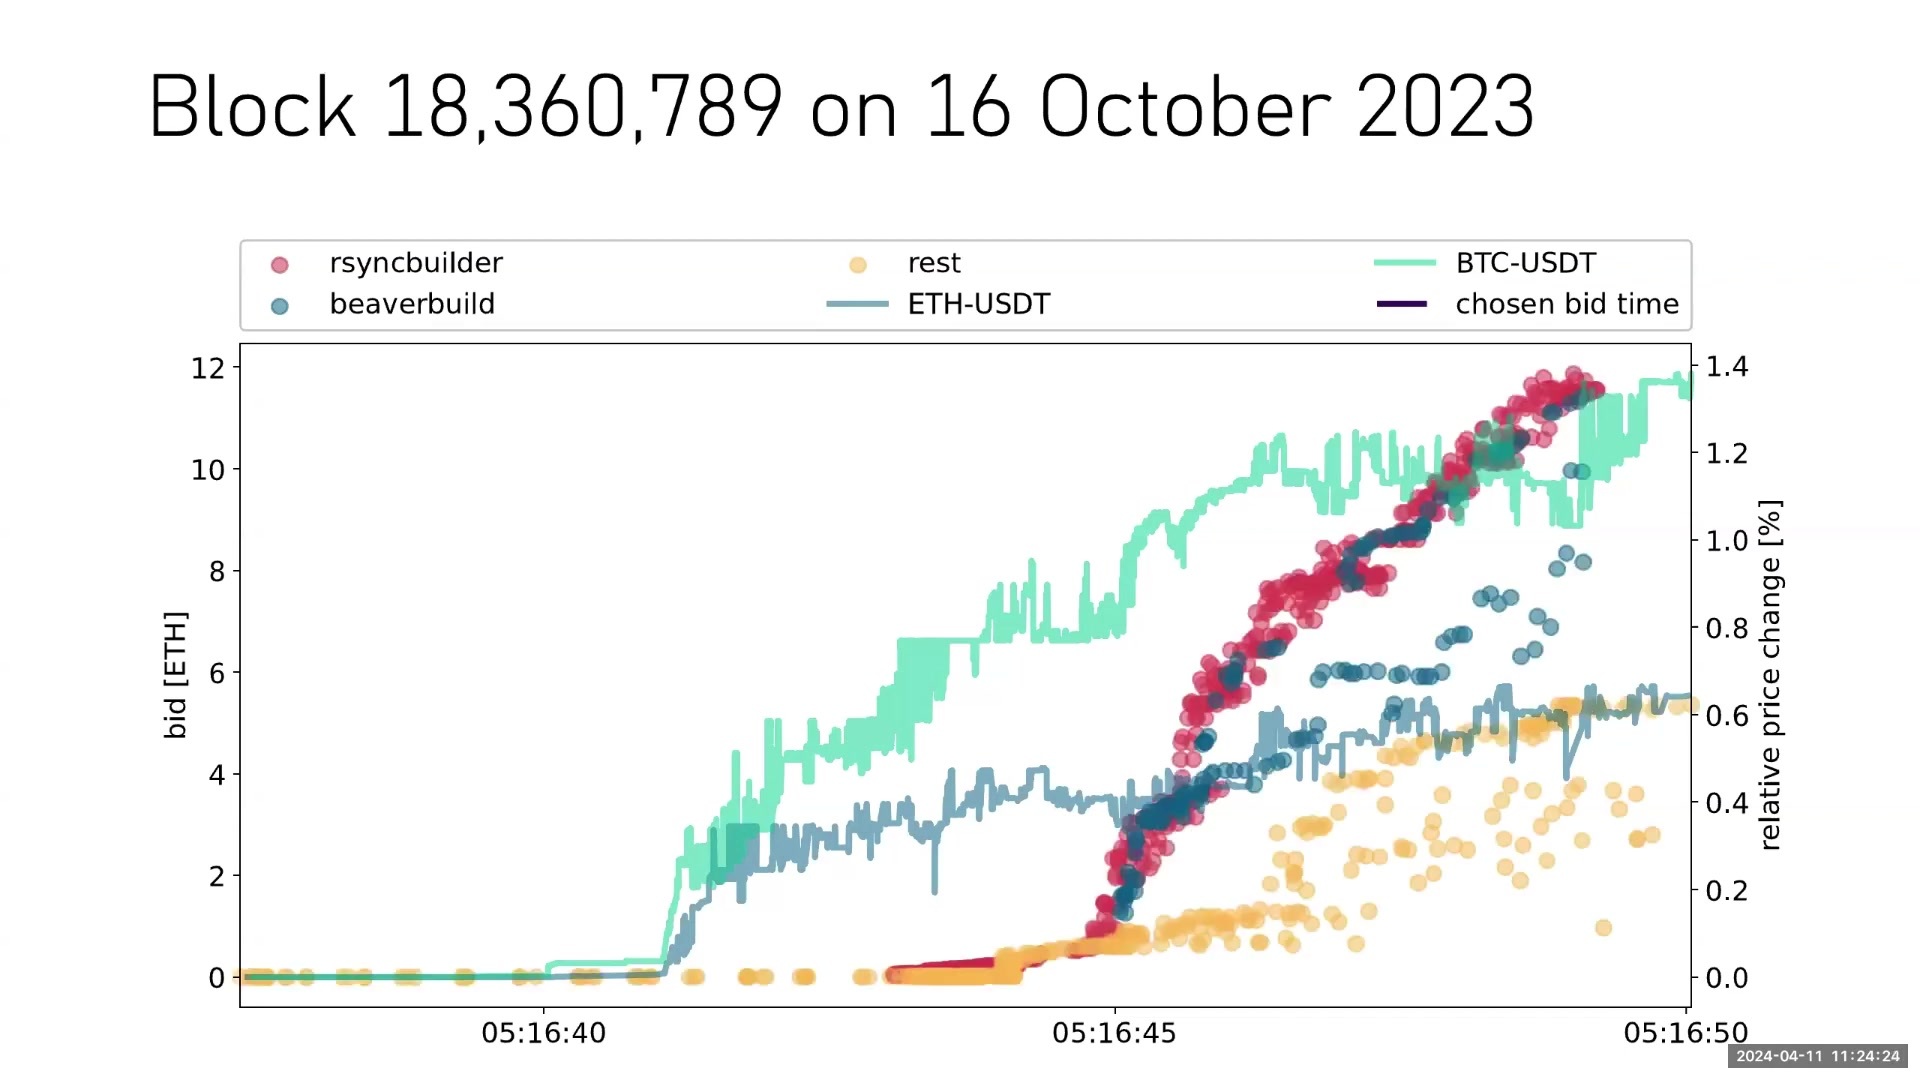 Block 18,360,789 on 16 October 2023
rsyncbuilder
rest
BTC-USDT
beaverbuild
ETH-USDT
chosen bid time
12
10
8
6
4
2
0
bid [ETH]
1.4
1.2
1.0
0.8
0.6
0.4
0.2
0.0
relative price change [%]
05:16:40
05:16:45
05:16:50
2024-04-11 11:24:24